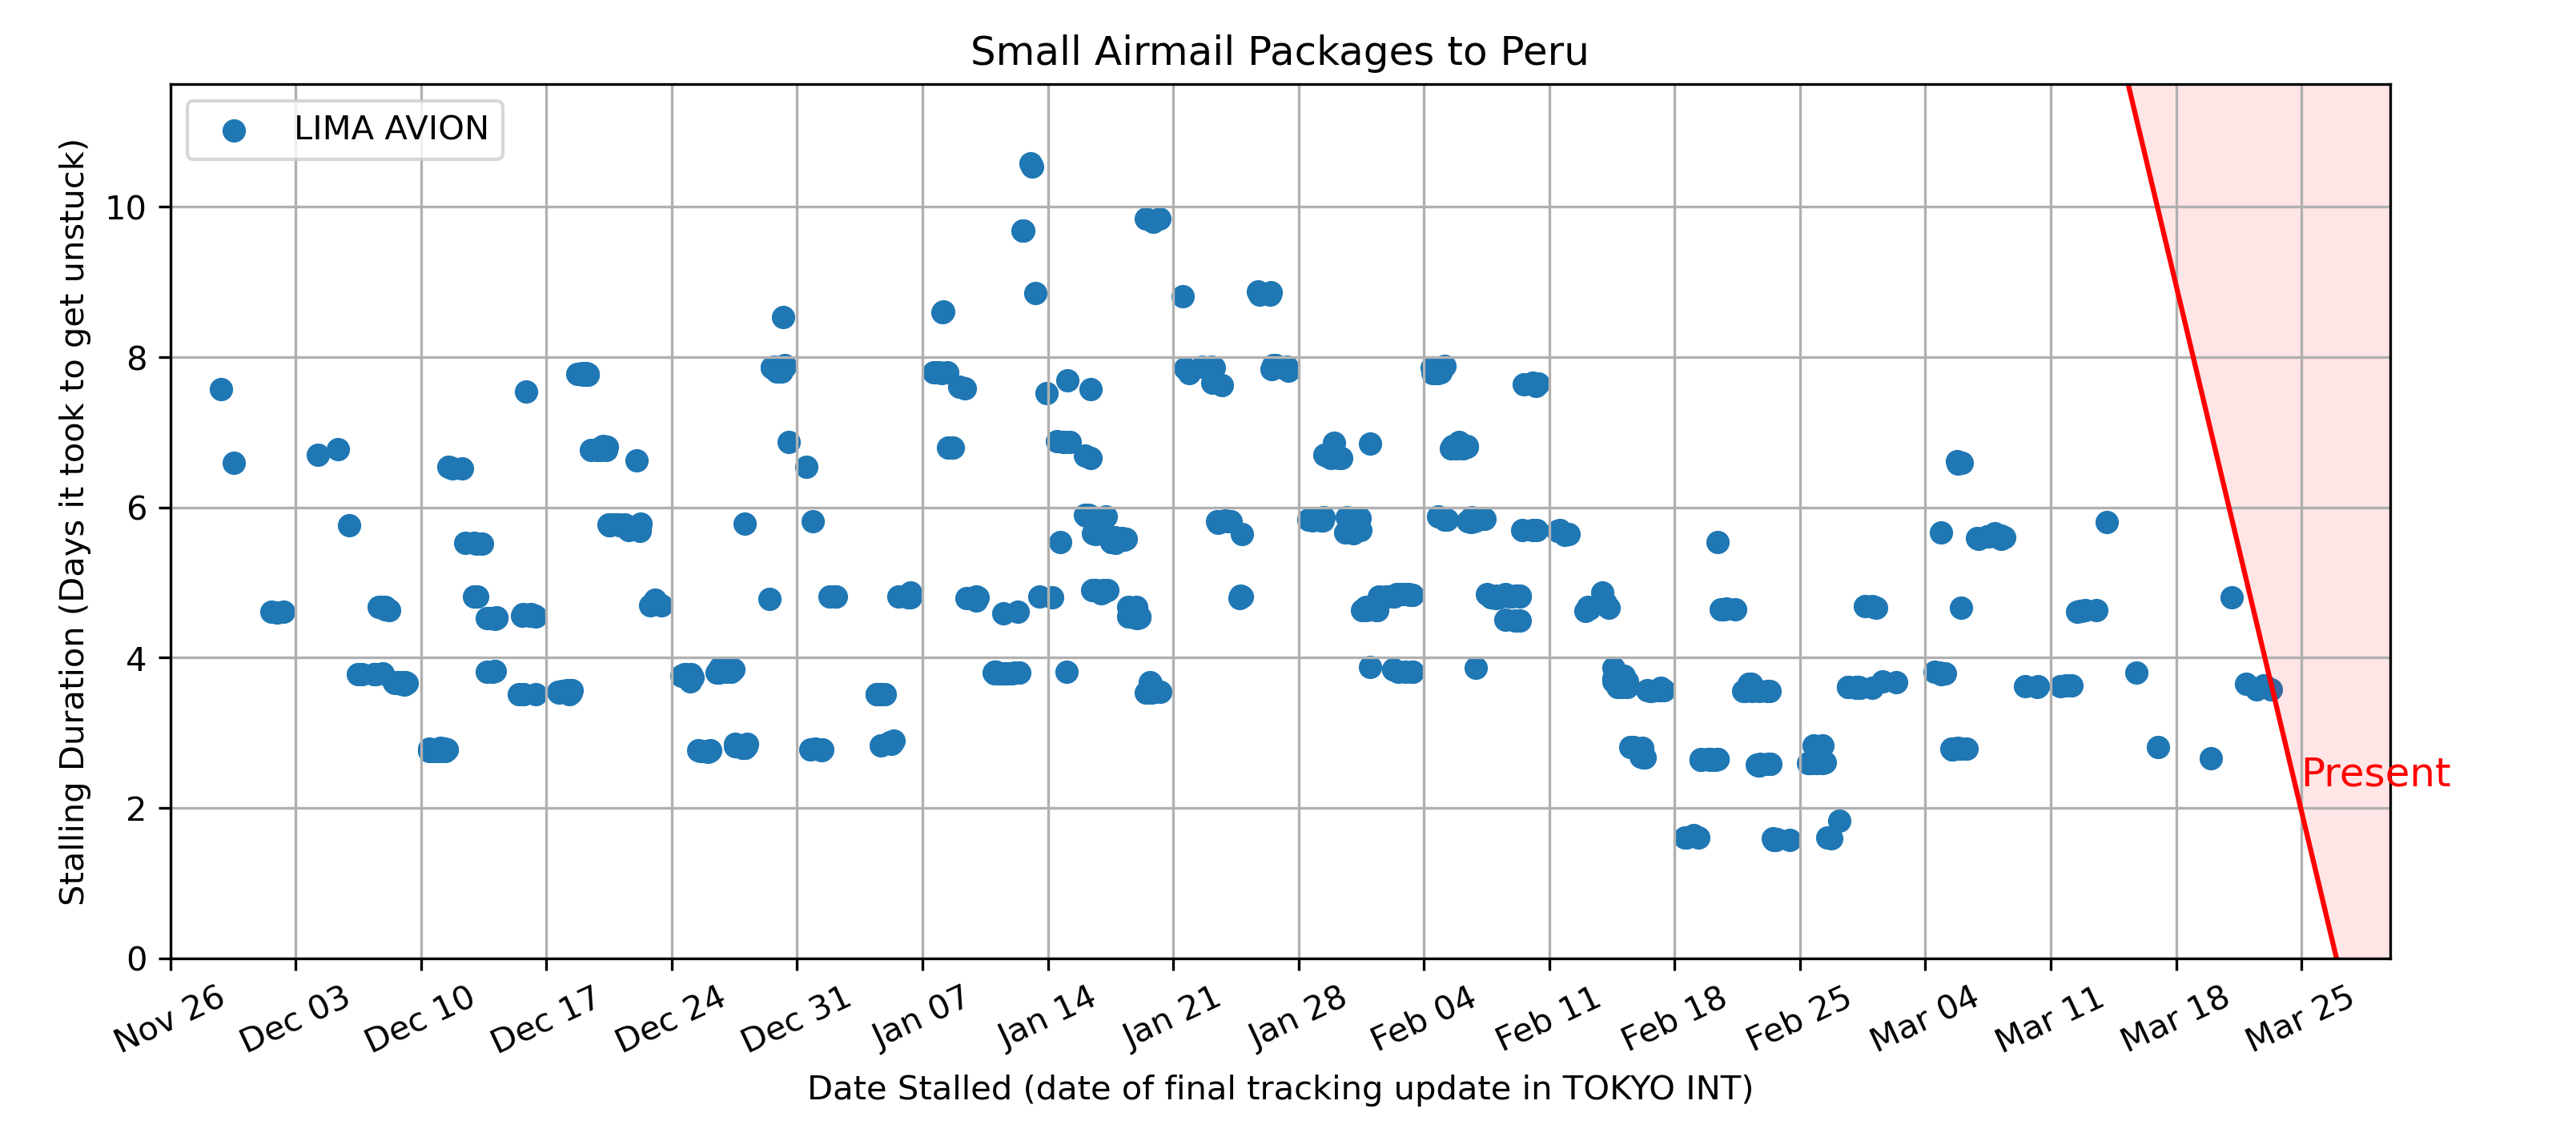 Small Airmail Packages to Peru
LIMA AVION
Stalling Duration (Days it took to get unstuck)
10
8
6
4
2
0
Present
Nov 26
Dec 03
Dec 10
Dec 17
Dec 24
Dec 31
Jan 07
Jan 14
Jan 21
Jan 28
Feb 04
Feb 11
Feb 18
Feb 25
Mar 04
Mar 11
Mar 18
Mar 25
Date Stalled (date of final tracking update in TOKYO INT)